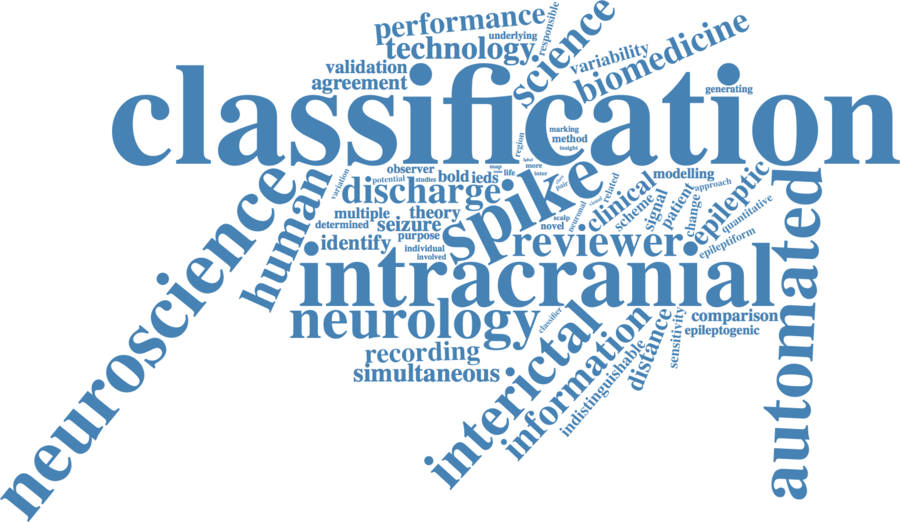 performance
underlying
responsible
technology
science
variability
biomedicine
validation
agreement
generating
classification
marking
method
insight
region
label
more
inter
map
life
observer
bold
ieds
potential
studies
variation
discharge
human
neuroscience
spike
pair
visual
related
neuronal
scalp
novel
modelling
clinical
scheme
signal
patient
change
approach
epileptic
quantitative
epileptiform
automated
multiple
theory
determined
seizure
purpose
identify
individual
involved
reviewer
intracranial
neurology
classifier
comparison
epileptogenic
sensitivity
distance
indistinguishable
information
interictal
recording
simultaneous